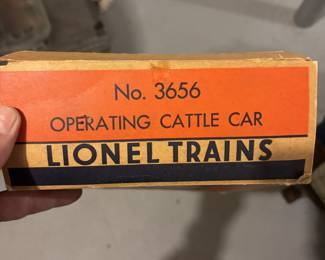 No. 3656
OPERATING CATTLE CAR
LIONEL TRAINS